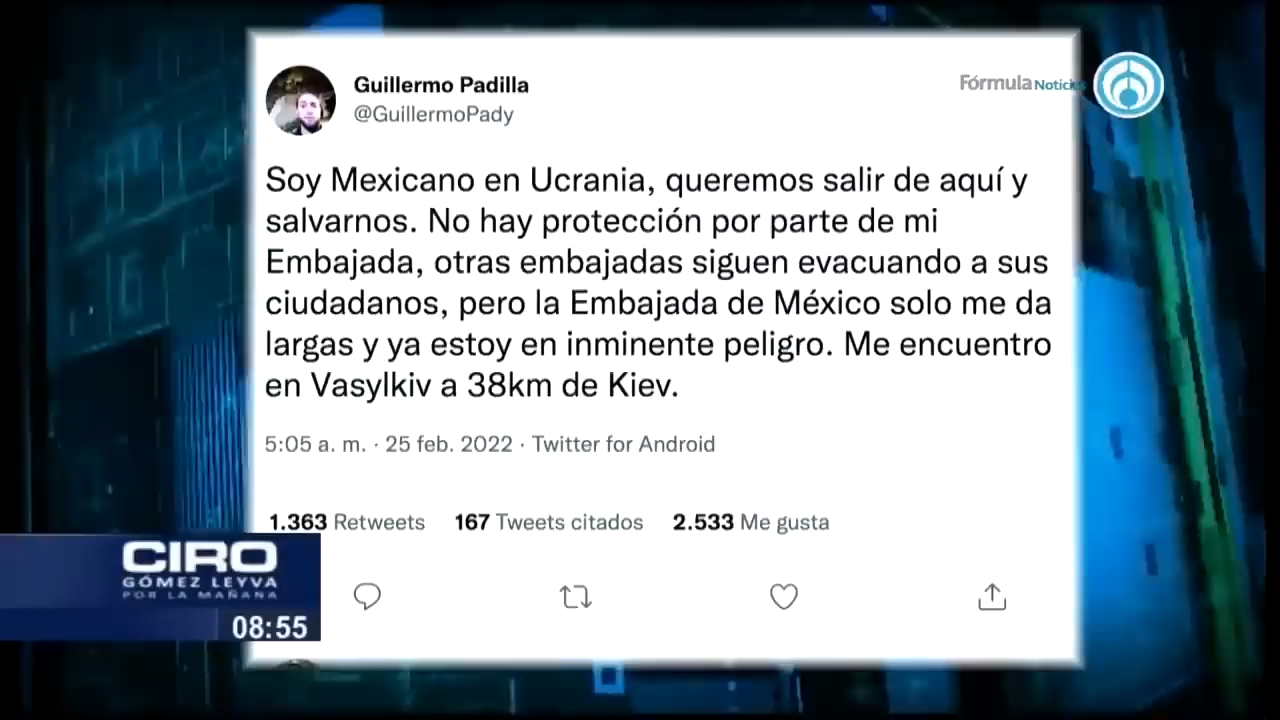 Guillermo Padilla
@GuillermoPady
Fórmula Noticias
Soy Mexicano en Ucrania, queremos salir de aquí y
salvarnos. No hay protección por parte de mi
Embajada, otras embajadas siguen evacuando a sus
ciudadanos, pero la Embajada de México solo me da
largas y ya estoy en inminente peligro. Me encuentro
en Vasylkiv a 38km de Kiev.
5:05 a. m. · 25 feb. 2022 · Twitter for Android
1.363 Retweets 167 Tweets citados 2.533 Me gusta
CIRO
GÓMEZ LEYVA
POR LA MAÑANA
08:55